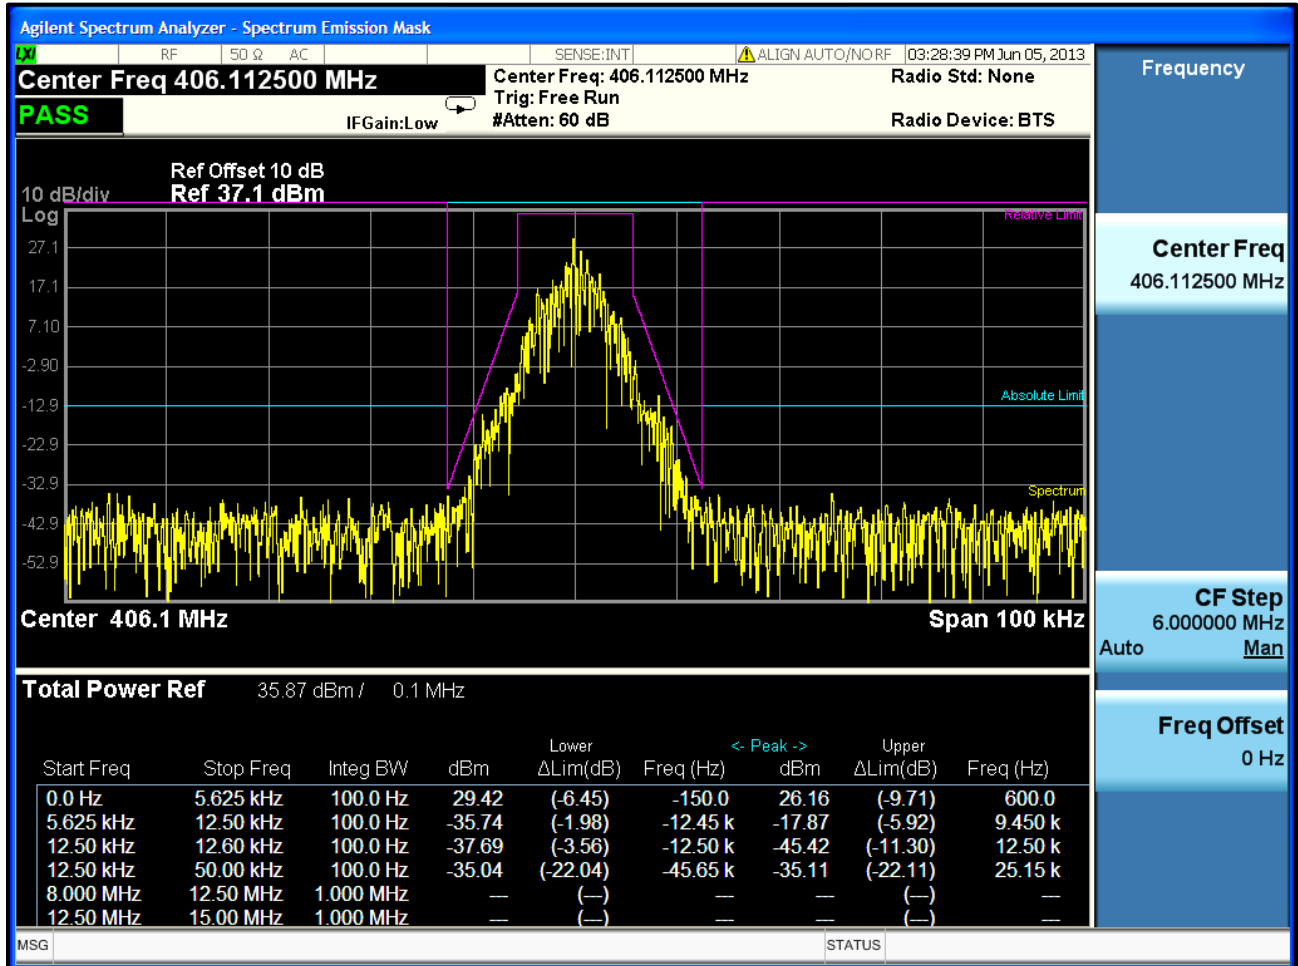 Agilent Spectrum Analyzer - Spectrum Emission Mask
LXI RF 50 Ω AC SENSE:INT ALIGN AUTO/NO RF 03:28:39 PM Jun 05, 2013
Center Freq 406.112500 MHz
Center Freq: 406.112500 MHz
Radio Std: None
Trig: Free Run
PASS
IFGain:Low
#Atten: 60 dB
Radio Device: BTS
Ref Offset 10 dB
10 dB/div Ref 37.1 dBm
Log
Relative Limit
27.1
17.1
7.10
-2.90
Absolute Limit
-12.9
-22.9
-32.9
Spectrum
-42.9
-52.9
Center 406.1 MHz
Span 100 kHz
Total Power Ref 35.87 dBm / 0.1 MHz
Lower <- Peak -> Upper
Start Freq Stop Freq Integ BW dBm ΔLim(dB) Freq (Hz) dBm ΔLim(dB) Freq (Hz)
0.0 Hz 5.625 kHz 100.0 Hz 29.42 (-6.45) -150.0 26.16 (-9.71) 600.0
5.625 kHz 12.50 kHz 100.0 Hz -35.74 (-1.98) -12.45 k -17.87 (-5.92) 9.450 k
12.50 kHz 12.60 kHz 100.0 Hz -37.69 (-3.56) -12.50 k -45.42 (-11.30) 12.50 k
12.50 kHz 50.00 kHz 100.0 Hz -35.04 (-22.04) -45.65 k -35.11 (-22.11) 25.15 k
8.000 MHz 12.50 MHz 1.000 MHz --- (---) --- --- (---) ---
12.50 MHz 15.00 MHz 1.000 MHz --- (---) --- --- (---) ---
MSG
STATUS
Frequency
Center Freq
406.112500 MHz
CF Step
6.000000 MHz
Auto Man
Freq Offset
0 Hz